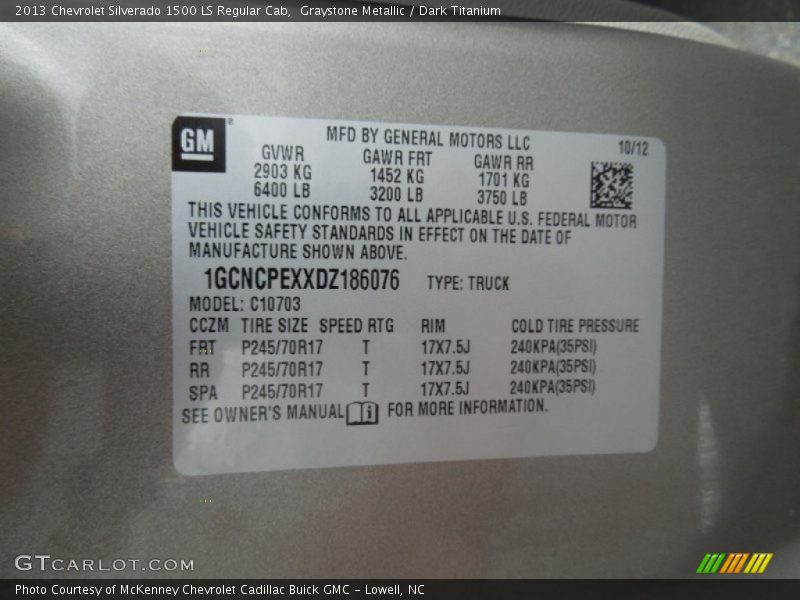 2013 Chevrolet Silverado 1500 LS Regular Cab,  Graystone Metallic / Dark Titanium
GM®
MFD BY GENERAL MOTORS LLC 10/12
GVWR GAWR FRT GAWR RR
2903 KG 1452 KG 1701 KG
6400 LB 3200 LB 3750 LB
THIS VEHICLE CONFORMS TO ALL APPLICABLE U.S. FEDERAL MOTOR
VEHICLE SAFETY STANDARDS IN EFFECT ON THE DATE OF
MANUFACTURE SHOWN ABOVE.
1GCNCPEXXDZ186076 TYPE: TRUCK
MODEL: C10703
CCZM TIRE SIZE SPEED RTG RIM COLD TIRE PRESSURE
FRT P245/70R17 T 17X7.5J 240KPA(35PSI)
RR P245/70R17 T 17X7.5J 240KPA(35PSI)
SPA P245/70R17 T 17X7.5J 240KPA(35PSI)
SEE OWNER'S MANUAL i FOR MORE INFORMATION.
GTCARLOT.COM
Photo Courtesy of McKenney Chevrolet Cadillac Buick GMC – Lowell, NC